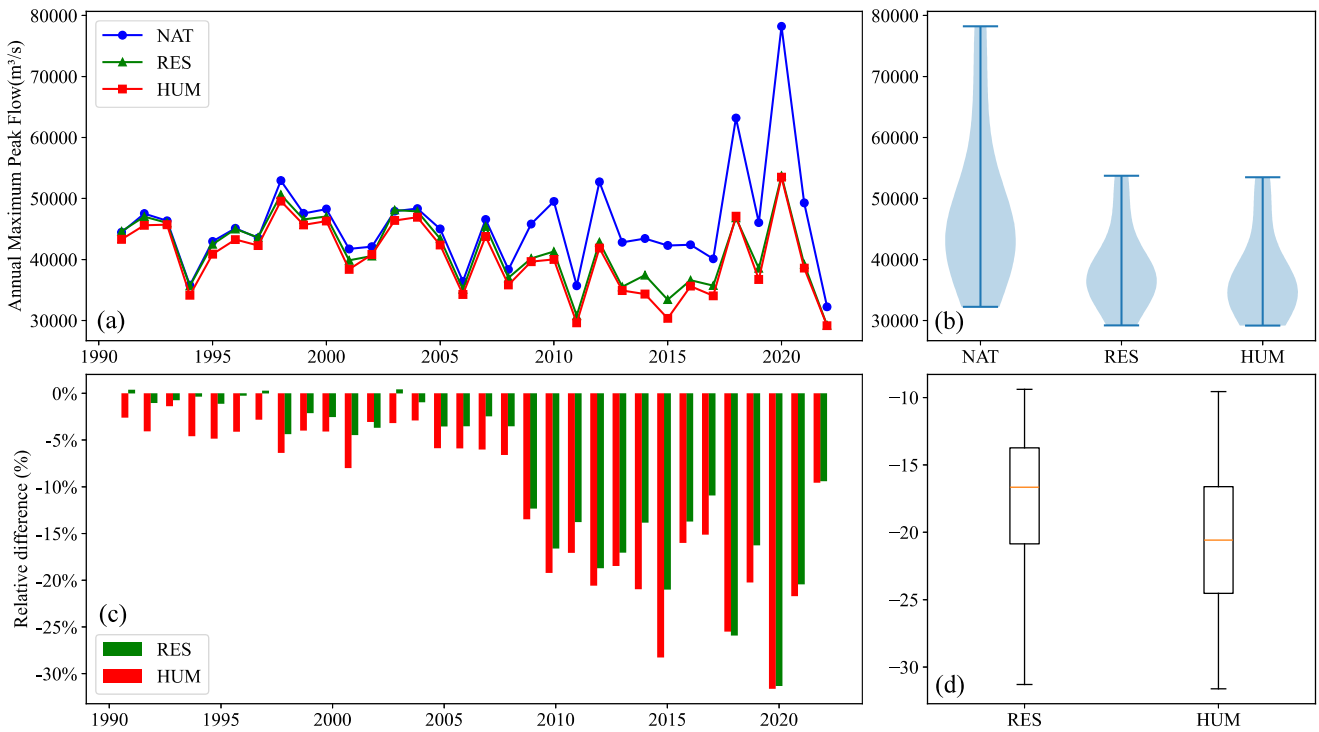 Annual Maximum Peak Flow(m³/s)
80000
70000
60000
50000
40000
30000
NAT
RES
HUM
(a)
1990
1995
2000
2005
2010
2015
2020
80000
70000
60000
50000
40000
30000
(b)
NAT
RES
HUM
Relative difference (%)
0%
-5%
-10%
-15%
-20%
-25%
-30%
(c)
RES
HUM
1990
1995
2000
2005
2010
2015
2020
−10
−15
−20
−25
−30
(d)
RES
HUM